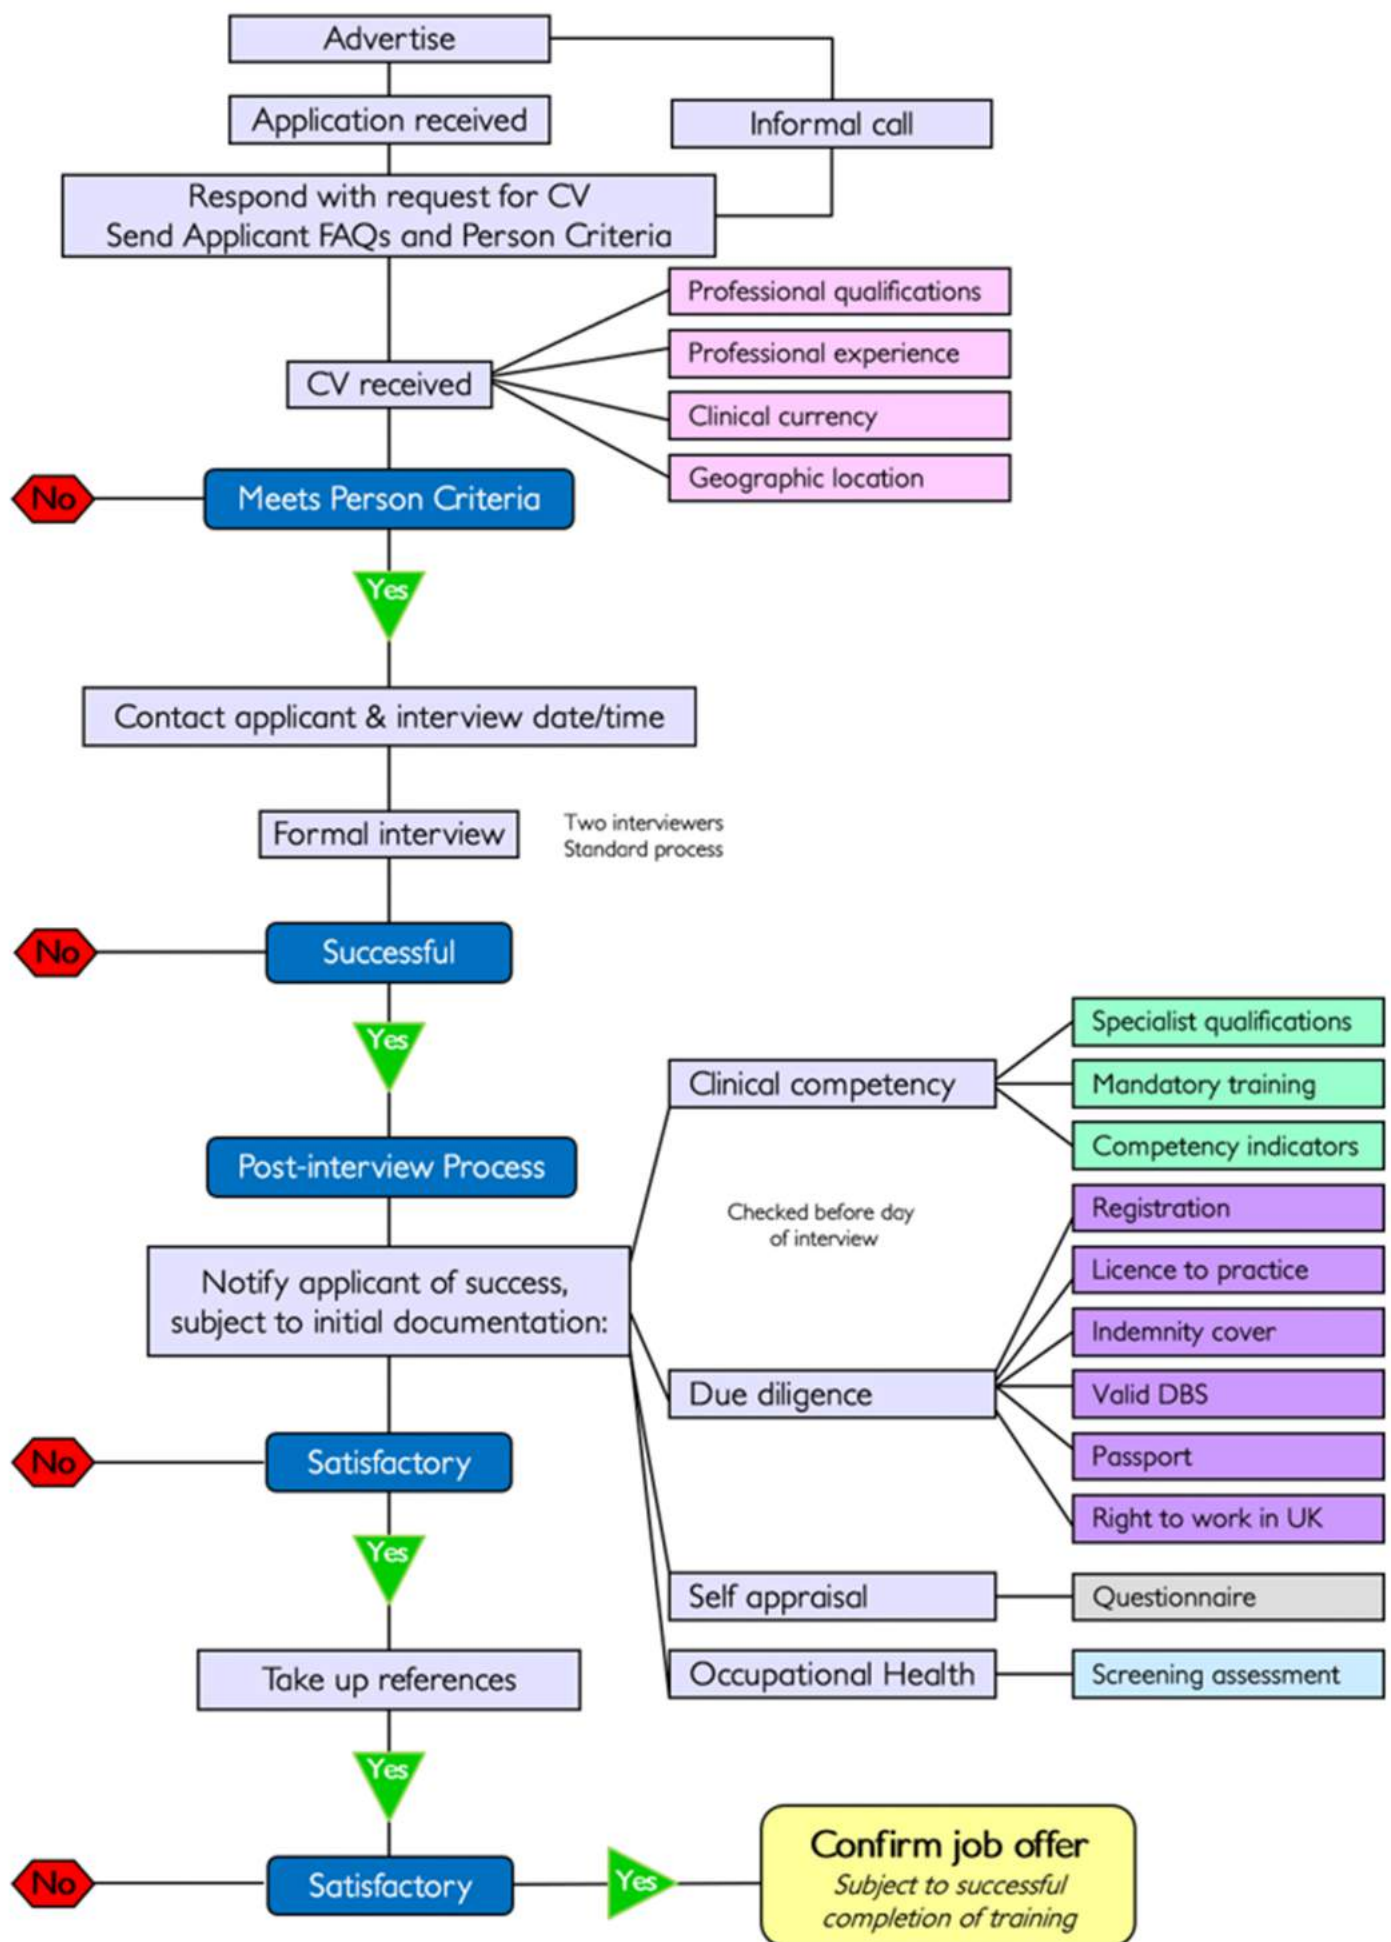 Advertise
Application received
Informal call
Respond with request for CV
Send Applicant FAQs and Person Criteria
Professional qualifications
Professional experience
CV received
Clinical currency
Geographic location
No
Meets Person Criteria
Yes
Contact applicant & interview date/time
Formal interview
Two interviewers
Standard process
No
Successful
Yes
Specialist qualifications
Clinical competency
Mandatory training
Competency indicators
Post-interview Process
Checked before day
of interview
Registration
Licence to practice
Notify applicant of success,
subject to initial documentation:
Indemnity cover
Due diligence
Valid DBS
Passport
Right to work in UK
No
Satisfactory
Yes
Self appraisal
Questionnaire
Take up references
Occupational Health
Screening assessment
Yes
No
Satisfactory
Yes
Confirm job offer
Subject to successful
completion of training